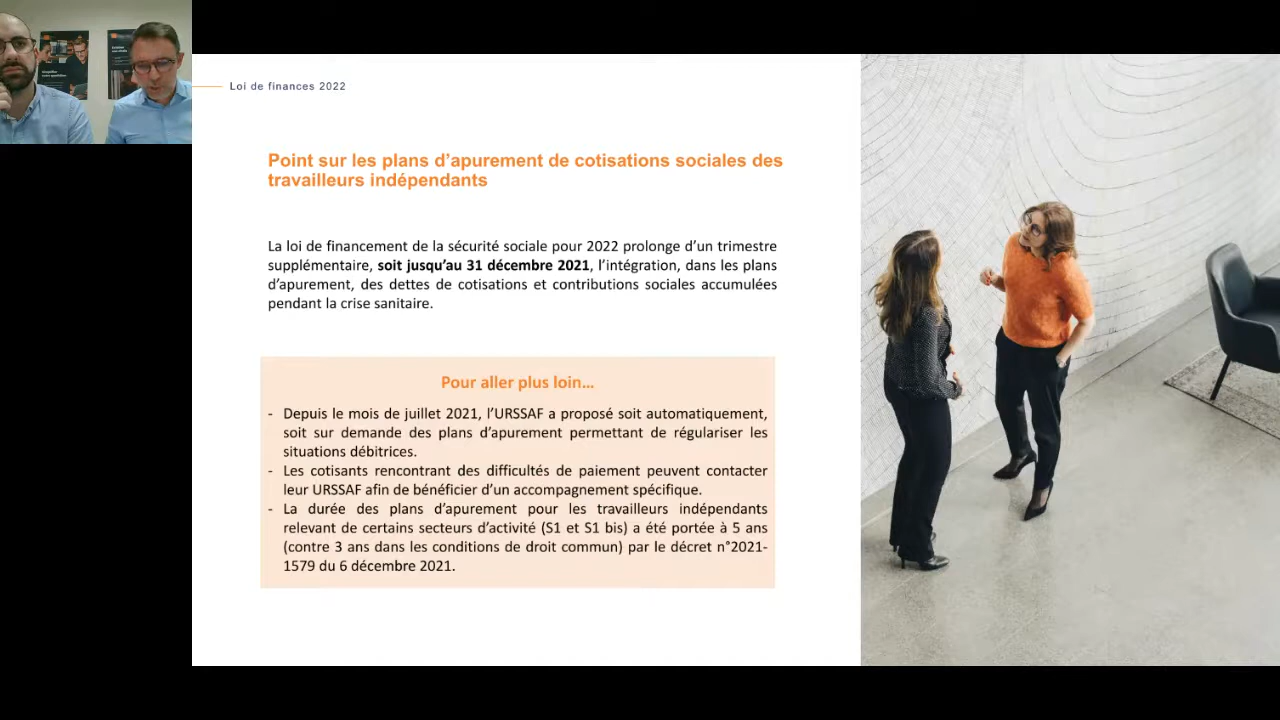 Loi de finances 2022
Point sur les plans d’apurement de cotisations sociales des
travailleurs indépendants
La loi de financement de la sécurité sociale pour 2022 prolonge d’un trimestre
supplémentaire, soit jusqu’au 31 décembre 2021, l’intégration, dans les plans
d’apurement, des dettes de cotisations et contributions sociales accumulées
pendant la crise sanitaire.
Pour aller plus loin…
- Depuis le mois de juillet 2021, l’URSSAF a proposé soit automatiquement,
soit sur demande des plans d’apurement permettant de régulariser les
situations débitrices.
- Les cotisants rencontrant des difficultés de paiement peuvent contacter
leur URSSAF afin de bénéficier d’un accompagnement spécifique.
- La durée des plans d’apurement pour les travailleurs indépendants
relevant de certains secteurs d’activité (S1 et S1 bis) a été portée à 5 ans
(contre 3 ans dans les conditions de droit commun) par le décret n°2021-
1579 du 6 décembre 2021.